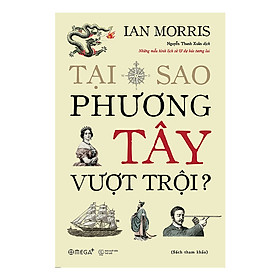 IAN MORRIS
Nguyễn Thanh Xuân dịch
Những mẫu hình lịch sử lý dự báo tương lai
TẠI SAO
PHƯƠNG
TÂY
VƯỢT TRỘI?
OMEGA+
(Sách tham khảo)